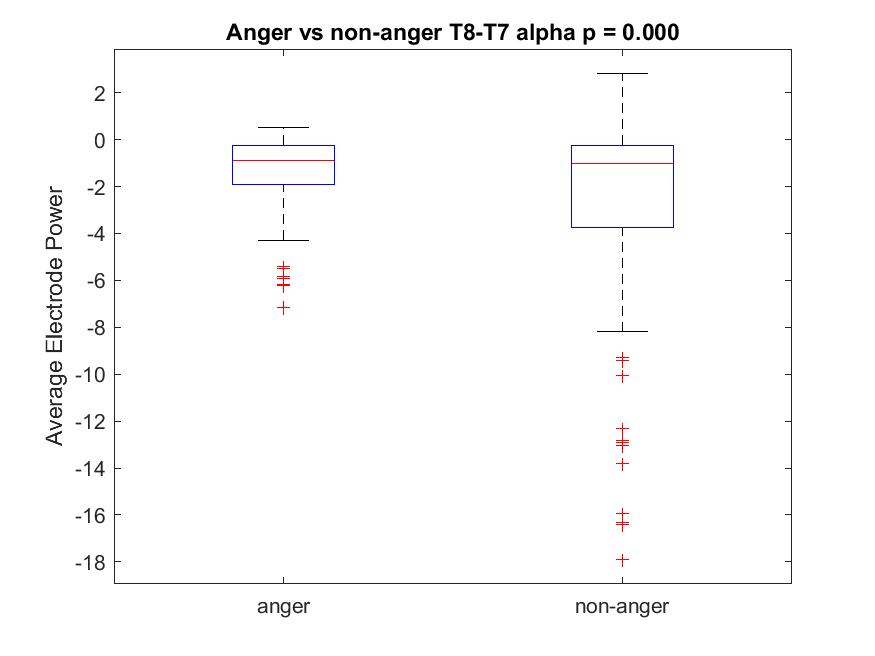 Anger vs non-anger T8-T7 alpha p = 0.000
Average Electrode Power
2
0
-2
-4
-6
-8
-10
-12
-14
-16
-18
anger
non-anger